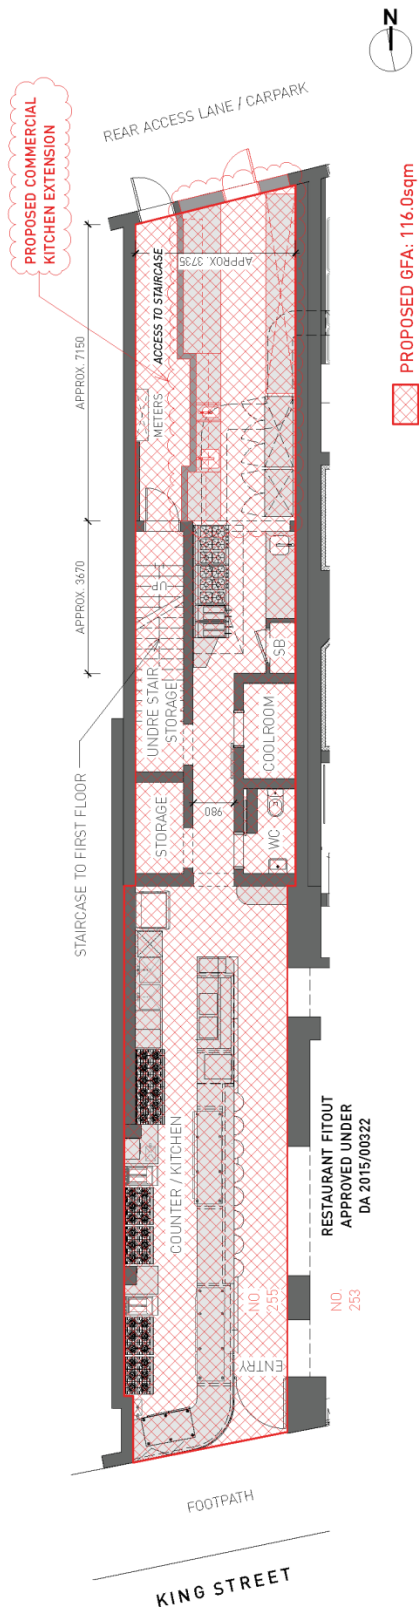 N
REAR ACCESS LANE / CARPARK
PROPOSED COMMERCIAL
KITCHEN EXTENSION
PROPOSED GFA: 116.0sqm
APPROX. 7150
APPROX. 3735
ACCESS TO STAIRCASE
METERS
APPROX. 3670
UP
UNDRE STAIR
STORAGE
SB
COOLROOM
STAIRCASE TO FIRST FLOOR
STORAGE
980
WC
COUNTER / KITCHEN
RESTAURANT FITOUT
APPROVED UNDER
DA 2015/00322
NO.
255
NO.
253
ENTRY
FOOTPATH
KING STREET